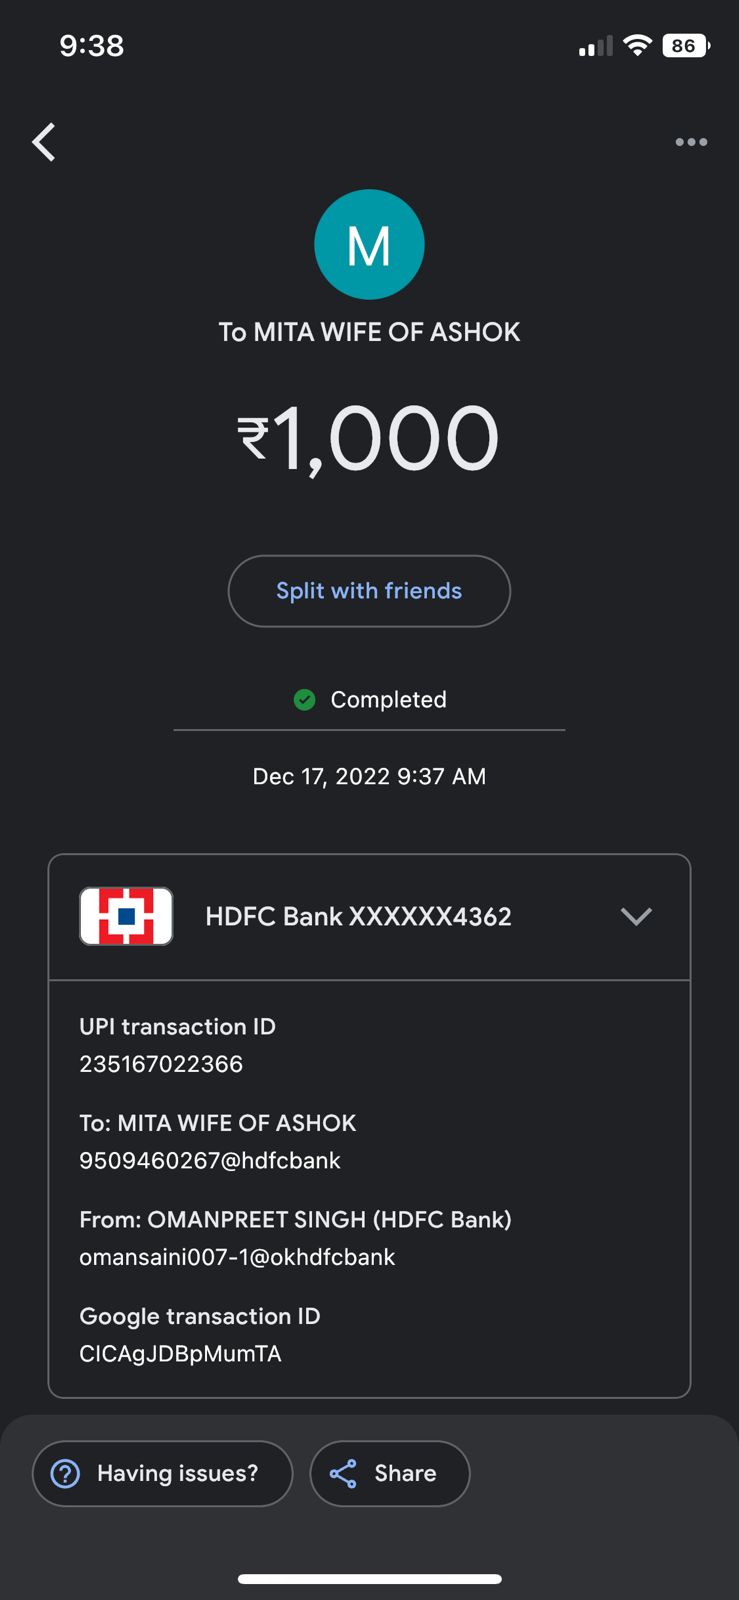 9:38
86
M
To MITA WIFE OF ASHOK
₹1,000
Split with friends
Completed
Dec 17, 2022 9:37 AM
HDFC Bank XXXXXX4362
UPI transaction ID
235167022366
To: MITA WIFE OF ASHOK
9509460267@hdfcbank
From: OMANPREET SINGH (HDFC Bank)
omansaini007-1@okhdfcbank
Google transaction ID
CICAgJDBpMumTA
Having issues?
Share